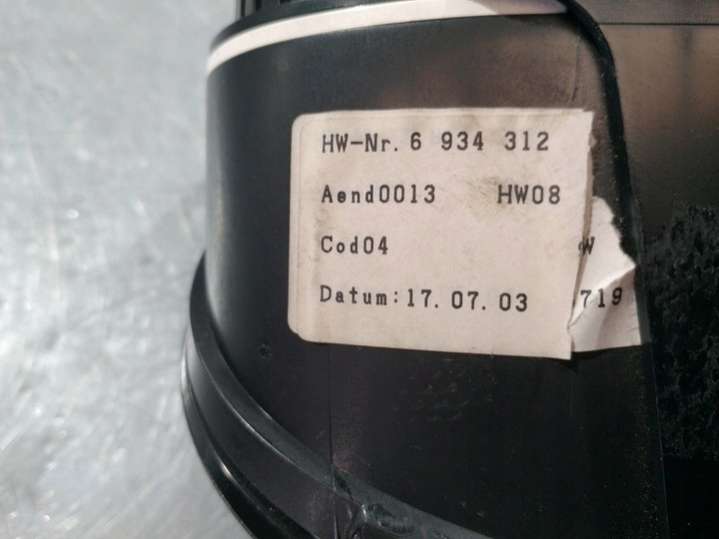 HW-Nr. 6 934 312
Aend0013 HW08
Cod04 W
Datum:17.07.03 719